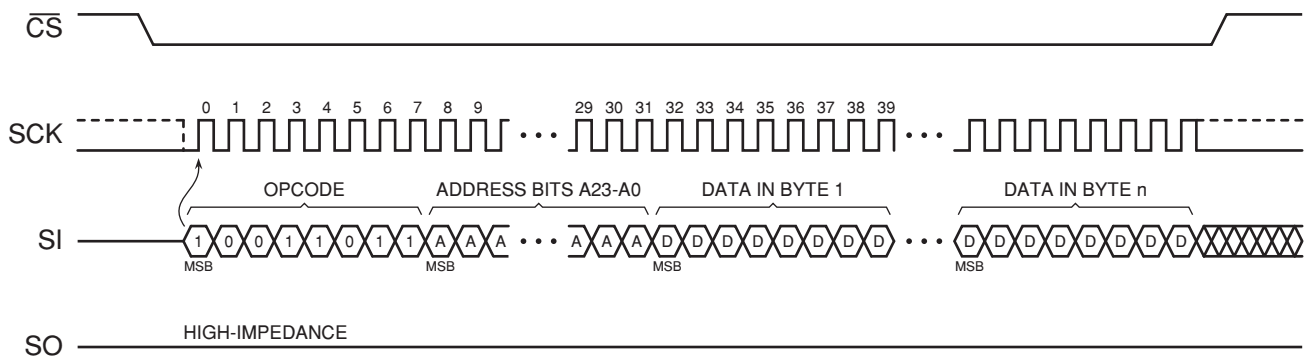 CS
0 1 2 3 4 5 6 7 8 9 29 30 31 32 33 34 35 36 37 38 39
SCK
OPCODE ADDRESS BITS A23-A0 DATA IN BYTE 1 DATA IN BYTE n
SI 1 0 0 1 1 0 1 1 A A A A A A D D D D D D D D D D D D D D D D
MSB MSB MSB MSB
HIGH-IMPEDANCE
SO